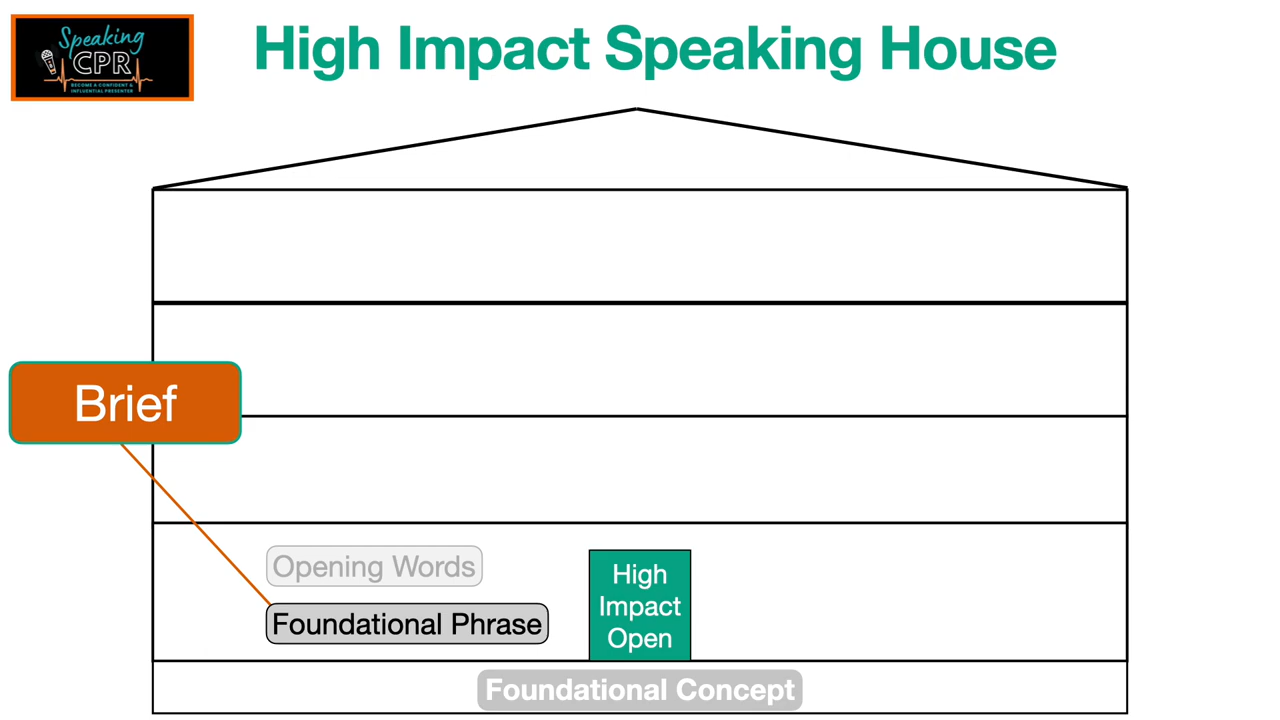 Speaking
CPR
BECOME A CONFIDENT &
INFLUENTIAL PRESENTER
High Impact Speaking House
Brief
Opening Words
Foundational Phrase
High
Impact
Open
Foundational Concept